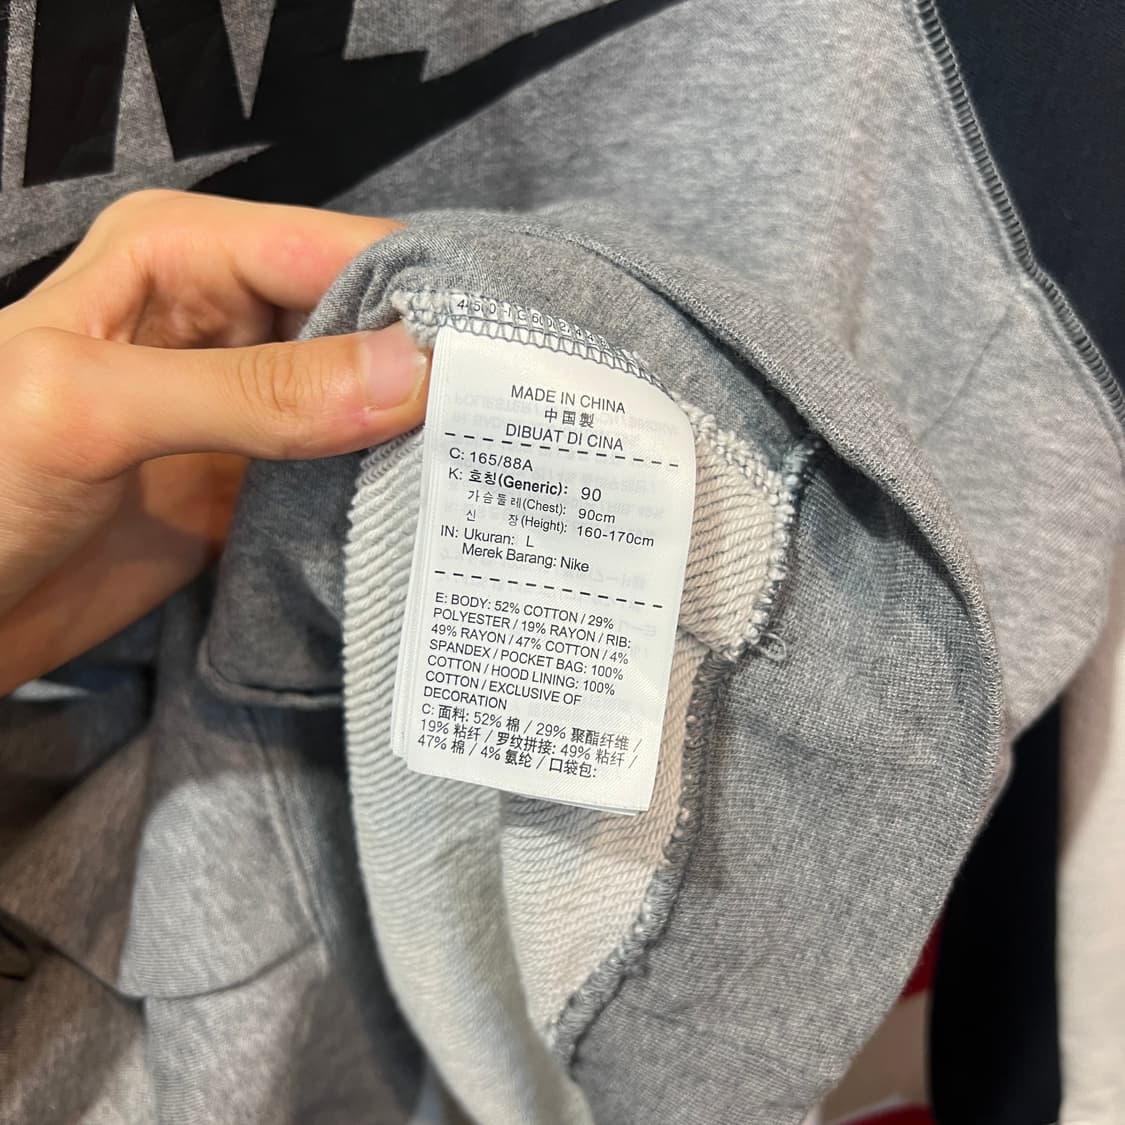 MADE IN CHINA
中国製
DIBUAT DI CINA
C: 165/88A
K: 호칭(Generic): 90
가슴둘레(Chest): 90cm
신 장(Height): 160-170cm
IN: Ukuran: L
Merek Barang: Nike
E: BODY: 52% COTTON / 29%
POLYESTER / 19% RAYON / RIB:
49% RAYON / 47% COTTON / 4%
SPANDEX / POCKET BAG: 100%
COTTON / HOOD LINING: 100%
COTTON / EXCLUSIVE OF
DECORATION
C: 面料: 52% 棉 / 29% 聚酯纤维 /
19% 粘纤 / 罗纹拼接: 49% 粘纤 /
47% 棉 / 4% 氨纶 / 口袋包: